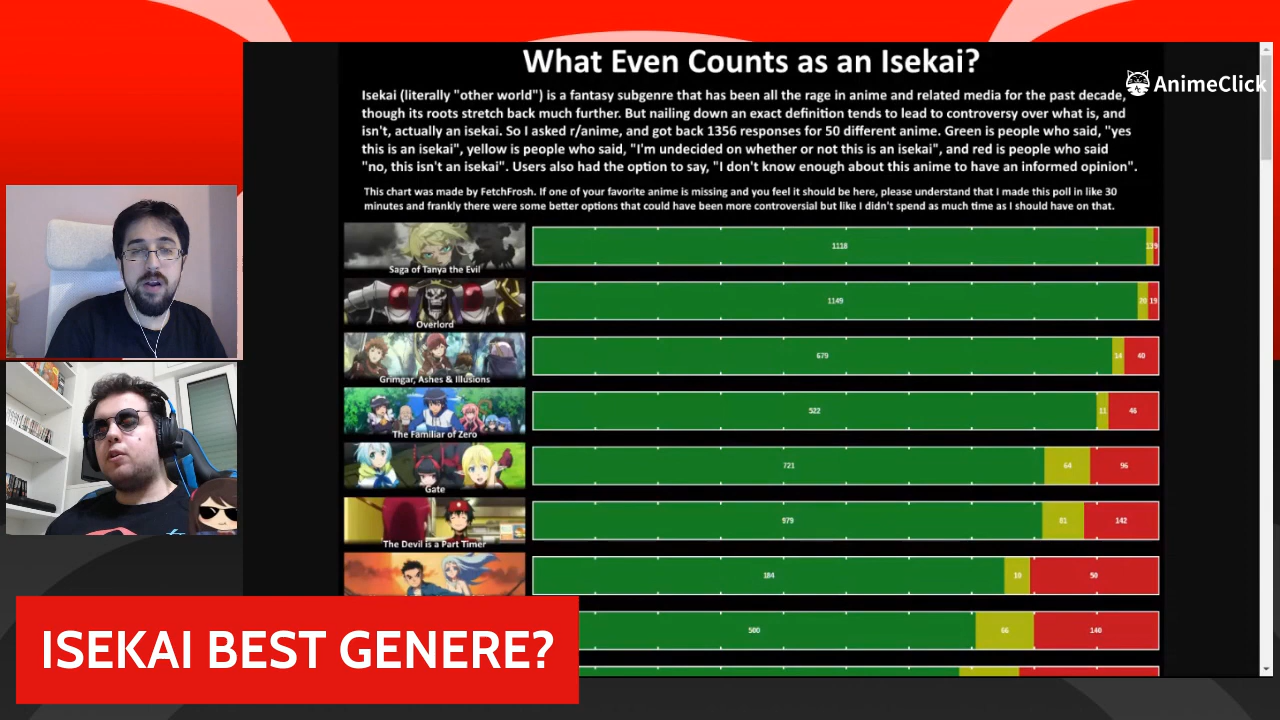 What Even Counts as an Isekai?
AnimeClick
Isekai (literally "other world") is a fantasy subgenre that has been all the rage in anime and related media for the past decade,
though its roots stretch back much further. But nailing down an exact definition tends to lead to controversy over what is, and
isn't, actually an isekai. So I asked r/anime, and got back 1356 responses for 50 different anime. Green is people who said, "yes
this is an isekai", yellow is people who said, "I'm undecided on whether or not this is an isekai", and red is people who said
"no, this isn't an isekai". Users also had the option to say, "I don't know enough about this anime to have an informed opinion".
This chart was made by FetchFrosh. If one of your favorite anime is missing and you feel it should be here, please understand that I made this poll in like 30
minutes and frankly there were some better options that could have been more controversial but like I didn't spend as much time as I should have on that.
1118
Saga of Tanya the Evil
1149 20 19
Overlord
679 14 40
Grimgar, Ashes & Illusions
522 11 46
The Familiar of Zero
721 64 96
Gate
979 81 142
The Devil is a Part Timer
184 10 50
500 66 140
ISEKAI BEST GENERE?